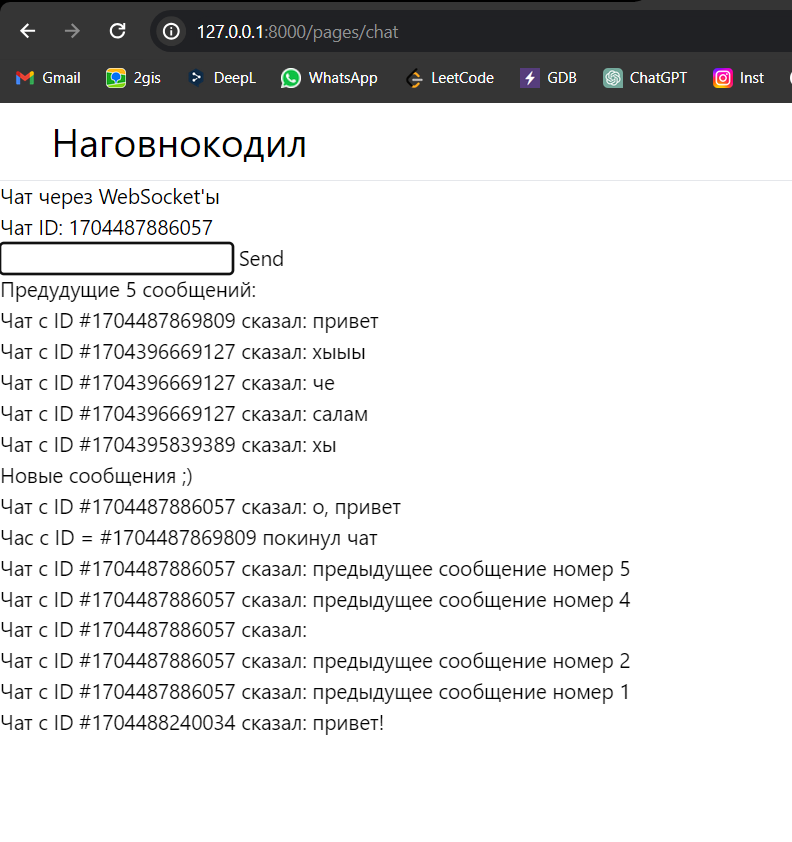 127.0.0.1:8000/pages/chat
Gmail 2gis DeepL WhatsApp LeetCode GDB ChatGPT Inst
Наговнокодил
Чат через WebSocket'ы
Чат ID: 1704487886057
Send
Предудущие 5 сообщений:
Чат с ID #1704487869809 сказал: привет
Чат с ID #1704396669127 сказал: хыыы
Чат с ID #1704396669127 сказал: че
Чат с ID #1704396669127 сказал: салам
Чат с ID #1704395839389 сказал: хы
Новые сообщения ;)
Чат с ID #1704487886057 сказал: о, привет
Час с ID = #1704487869809 покинул чат
Чат с ID #1704487886057 сказал: предыдущее сообщение номер 5
Чат с ID #1704487886057 сказал: предыдущее сообщение номер 4
Чат с ID #1704487886057 сказал:
Чат с ID #1704487886057 сказал: предыдущее сообщение номер 2
Чат с ID #1704487886057 сказал: предыдущее сообщение номер 1
Чат с ID #1704488240034 сказал: привет!